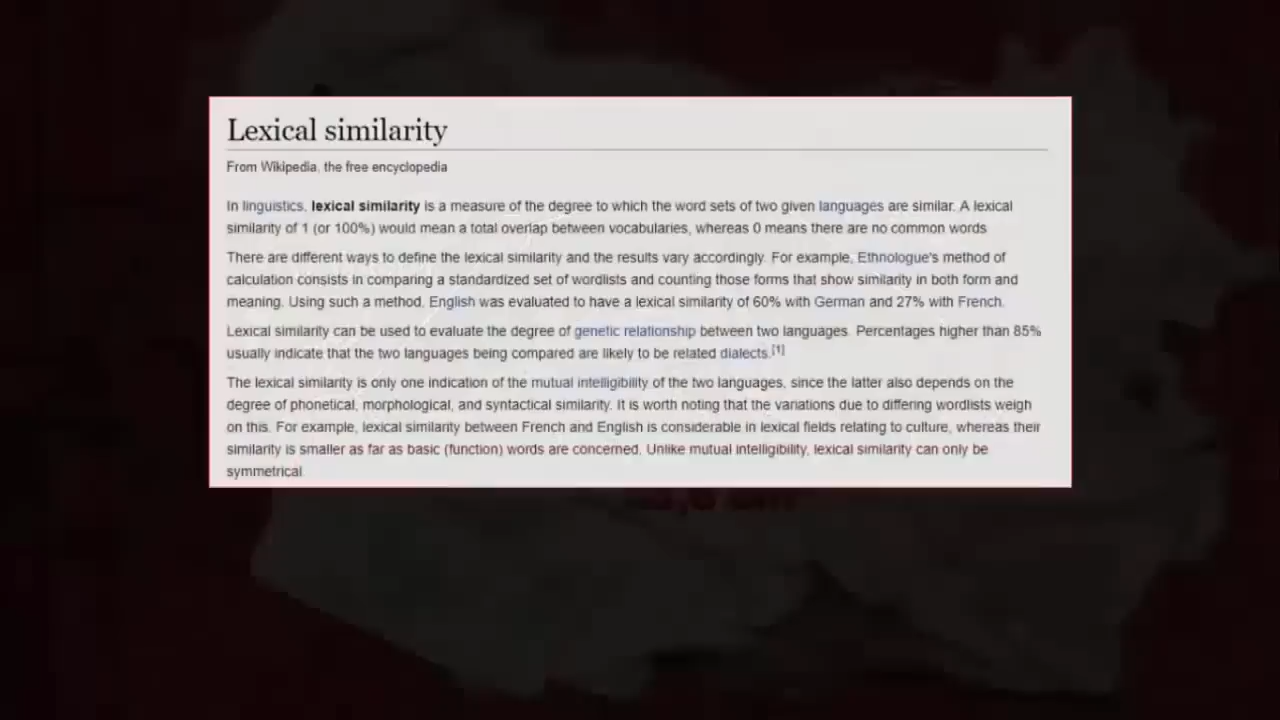 Lexical similarity
From Wikipedia, the free encyclopedia
In linguistics, lexical similarity is a measure of the degree to which the word sets of two given languages are similar. A lexical
similarity of 1 (or 100%) would mean a total overlap between vocabularies, whereas 0 means there are no common words
There are different ways to define the lexical similarity and the results vary accordingly. For example, Ethnologue's method of
calculation consists in comparing a standardized set of wordlists and counting those forms that show similarity in both form and
meaning. Using such a method, English was evaluated to have a lexical similarity of 60% with German and 27% with French.
Lexical similarity can be used to evaluate the degree of genetic relationship between two languages. Percentages higher than 85%
usually indicate that the two languages being compared are likely to be related dialects.[1]
The lexical similarity is only one indication of the mutual intelligibility of the two languages, since the latter also depends on the
degree of phonetical, morphological, and syntactical similarity. It is worth noting that the variations due to differing wordlists weigh
on this. For example, lexical similarity between French and English is considerable in lexical fields relating to culture, whereas their
similarity is smaller as far as basic (function) words are concerned. Unlike mutual intelligibility, lexical similarity can only be
symmetrical.